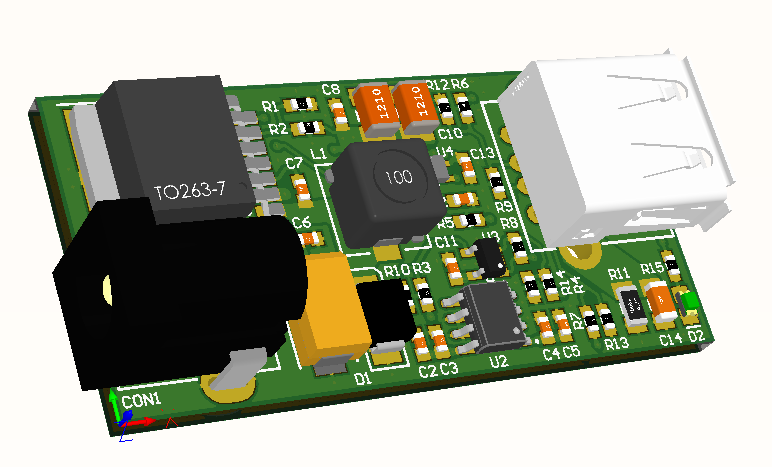 C8
R12 R6
R1
1210
1210
R2
C10
L1
U4
C13
C7
100
TO263-7
R9
C6
R5
R8
C11
U3
R10 R3
R14
R4
R11
R15
R7
C14
D2
C4 C5
R13
U2
D1
C2 C3
CON1